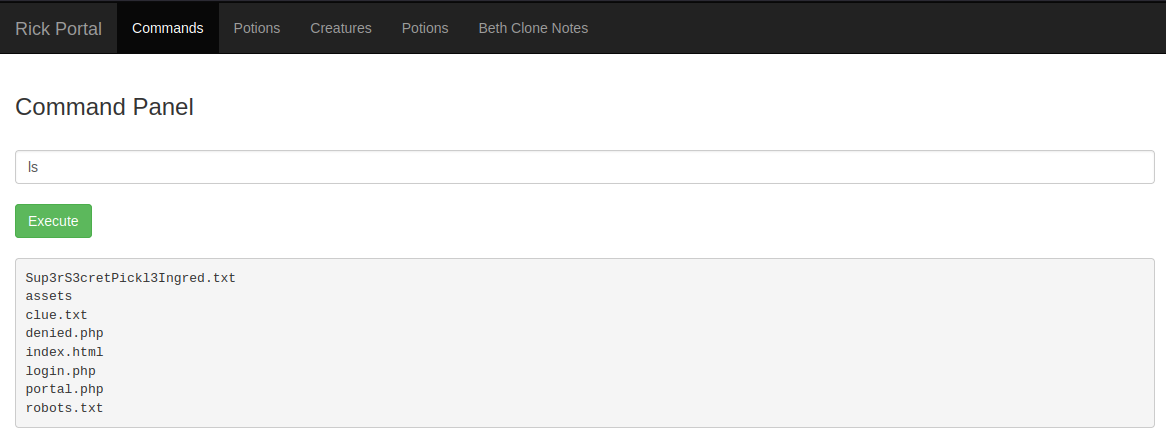 Rick Portal Commands Potions Creatures Potions Beth Clone Notes
Command Panel
ls
Execute
Sup3rS3cretPickl3Ingred.txt
assets
clue.txt
denied.php
index.html
login.php
portal.php
robots.txt